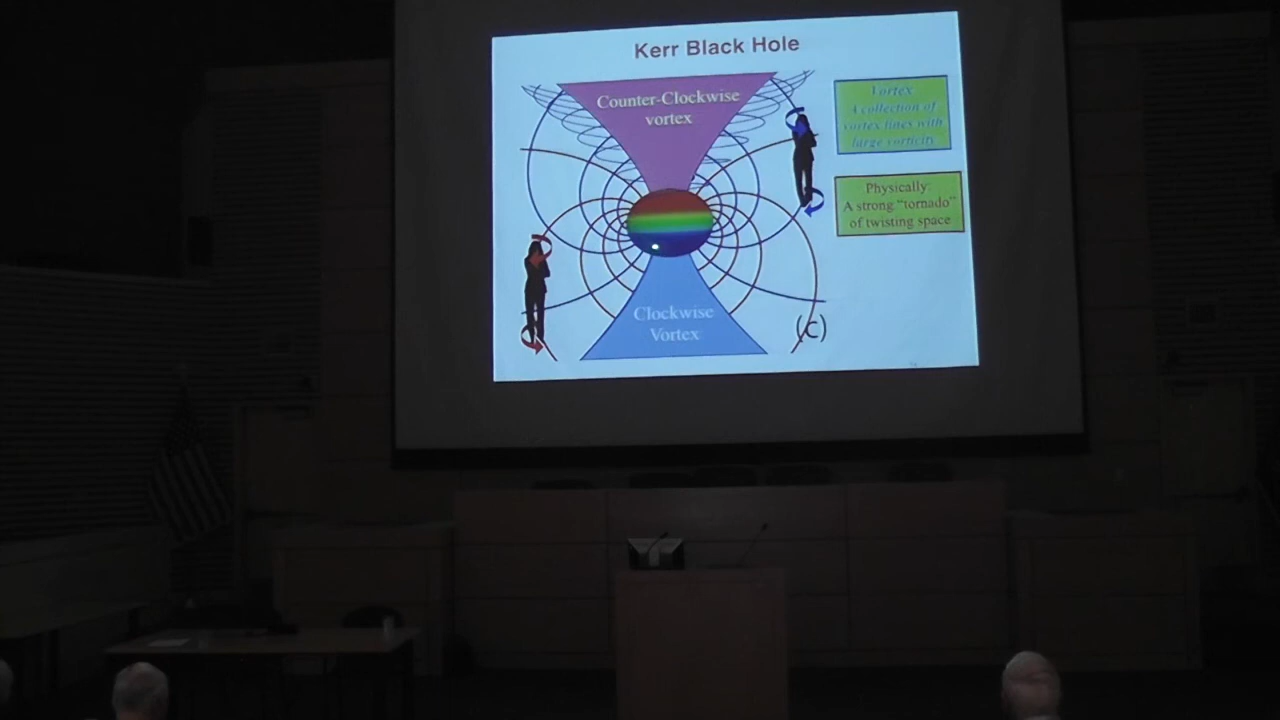 Kerr Black Hole
Counter-Clockwise
vortex
Vortex:
A collection of
vortex lines with
large vorticity
Physically:
A strong “tornado”
of twisting space
Clockwise
Vortex
(c)